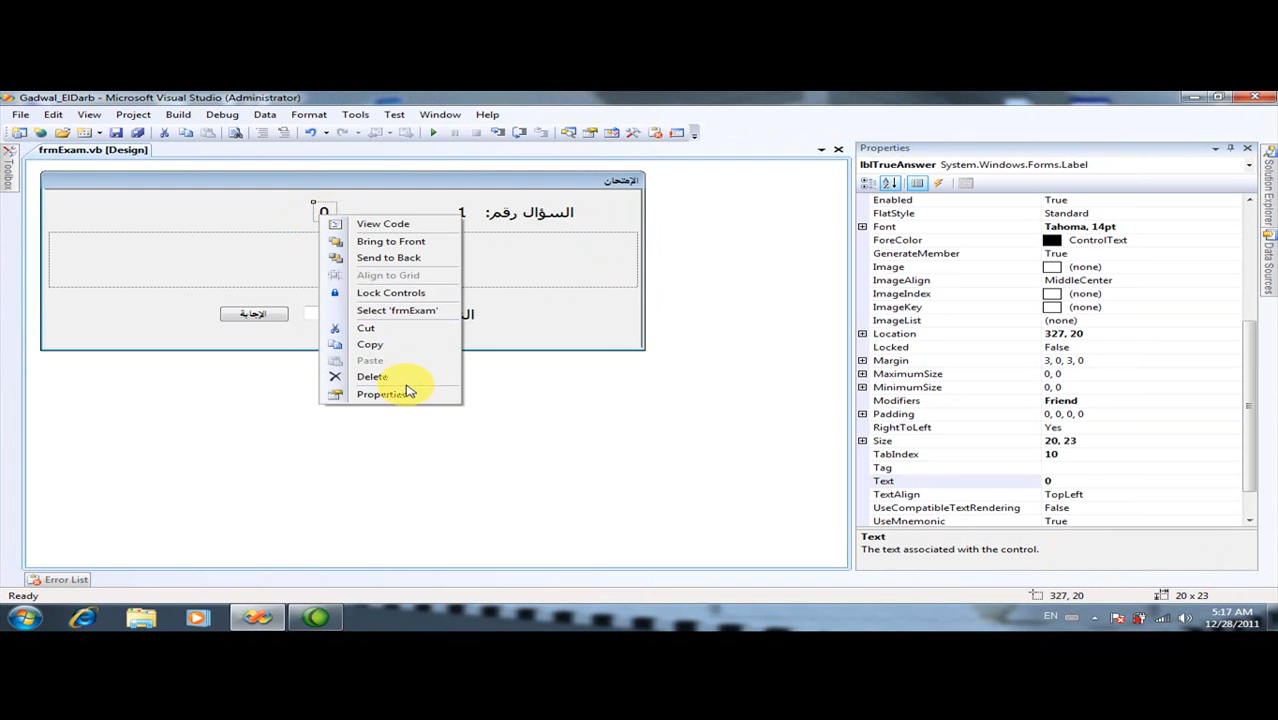 Gadwal_ElDarb - Microsoft Visual Studio (Administrator)
File Edit View Project Build Debug Data Format Tools Test Window Help
frmExam.vb [Design]
Toolbox
الإمتحان
السؤال رقم: 1 0
الإجابة
View Code
Bring to Front
Send to Back
Align to Grid
Lock Controls
Select 'frmExam'
Cut
Copy
Paste
Delete
Properties
Properties
lblTrueAnswer System.Windows.Forms.Label
Enabled True
FlatStyle Standard
Font Tahoma, 14pt
ForeColor ControlText
GenerateMember True
Image (none)
ImageAlign MiddleCenter
ImageIndex (none)
ImageKey (none)
ImageList (none)
Location 327, 20
Locked False
Margin 3, 0, 3, 0
MaximumSize 0, 0
MinimumSize 0, 0
Modifiers Friend
Padding 0, 0, 0, 0
RightToLeft Yes
Size 20, 23
TabIndex 10
Tag
Text 0
TextAlign TopLeft
UseCompatibleTextRendering False
UseMnemonic True
Text
The text associated with the control.
Solution Explorer
Data Sources
Error List
Ready 327, 20 20 x 23
EN 5:17 AM
12/28/2011